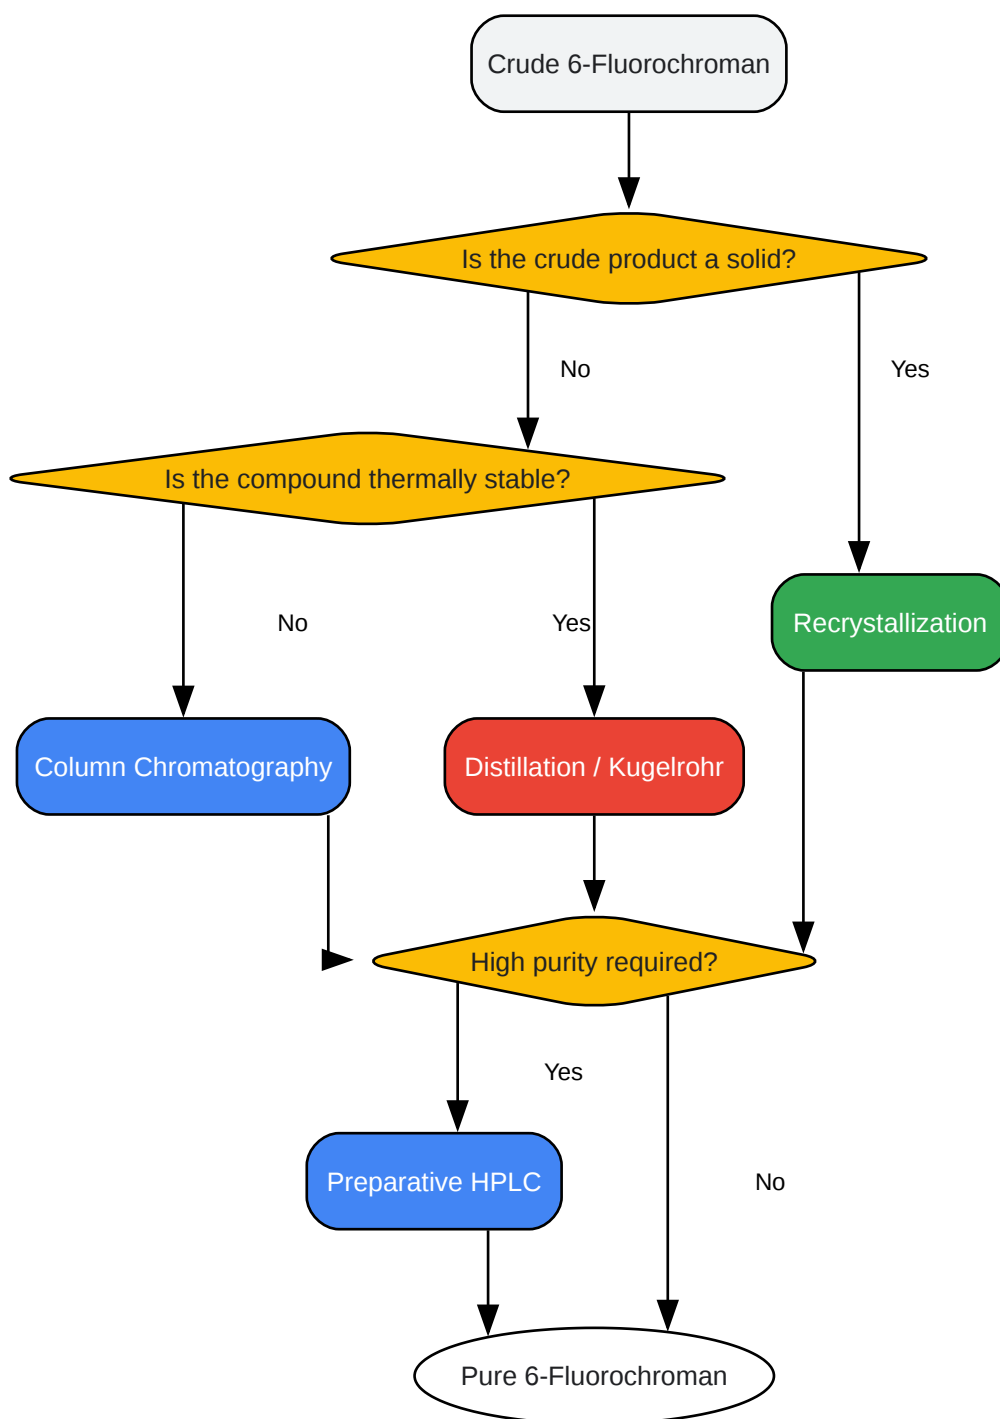 Crude 6-Fluorochroman
Is the crude product a solid?
No
Yes
Is the compound thermally stable?
No
Yes
Recrystallization
Column Chromatography
Distillation / Kugelrohr
High purity required?
Yes
Preparative HPLC
No
Pure 6-Fluorochroman